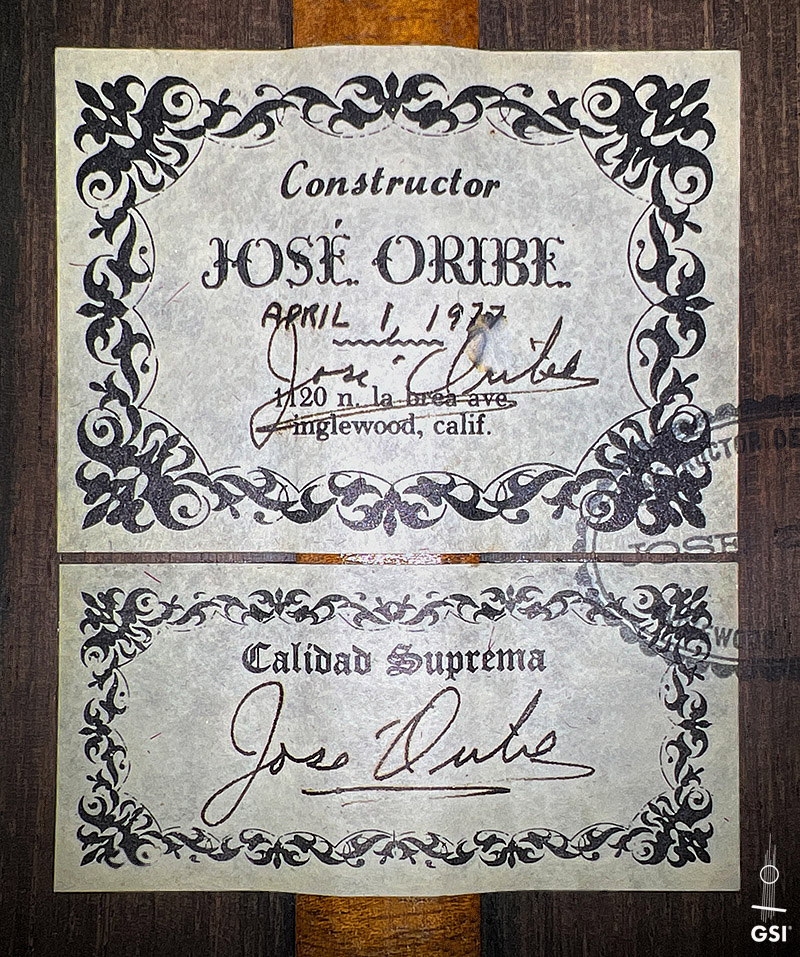 Constructor
JOSÉ ORIBE
APRIL 1, 1977
José Oribe
1120 n. la brea ave.
inglewood, calif.
JOSE
Calidad Suprema
Jose Oribe
GSI